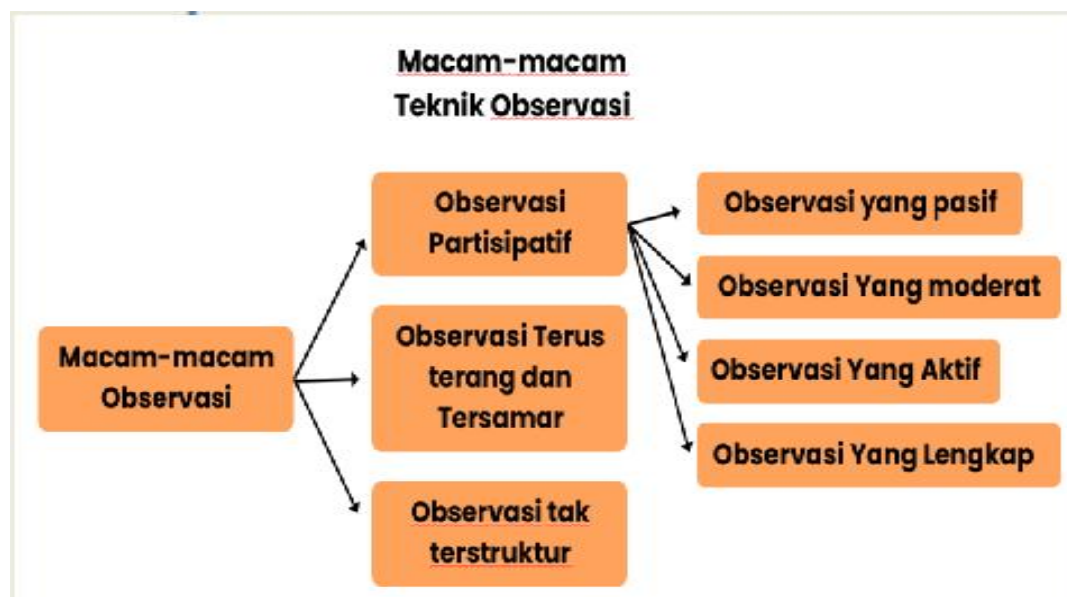 Macam-macam
Teknik Observasi
Macam-macam
Observasi
Observasi
Partisipatif
Observasi Terus
terang dan
Tersamar
Observasi tak
terstruktur
Observasi yang pasif
Observasi Yang moderat
Observasi Yang Aktif
Observasi Yang Lengkap